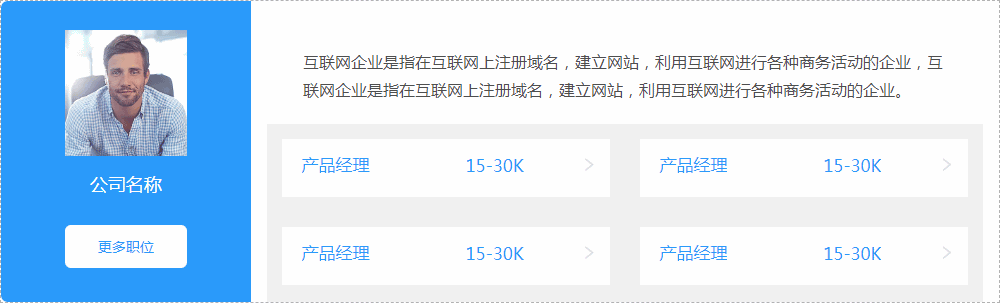 公司名称
更多职位
互联网企业是指在互联网上注册域名，建立网站，利用互联网进行各种商务活动的企业，互
联网企业是指在互联网上注册域名，建立网站，利用互联网进行各种商务活动的企业。
产品经理 15-30K
产品经理 15-30K
产品经理 15-30K
产品经理 15-30K